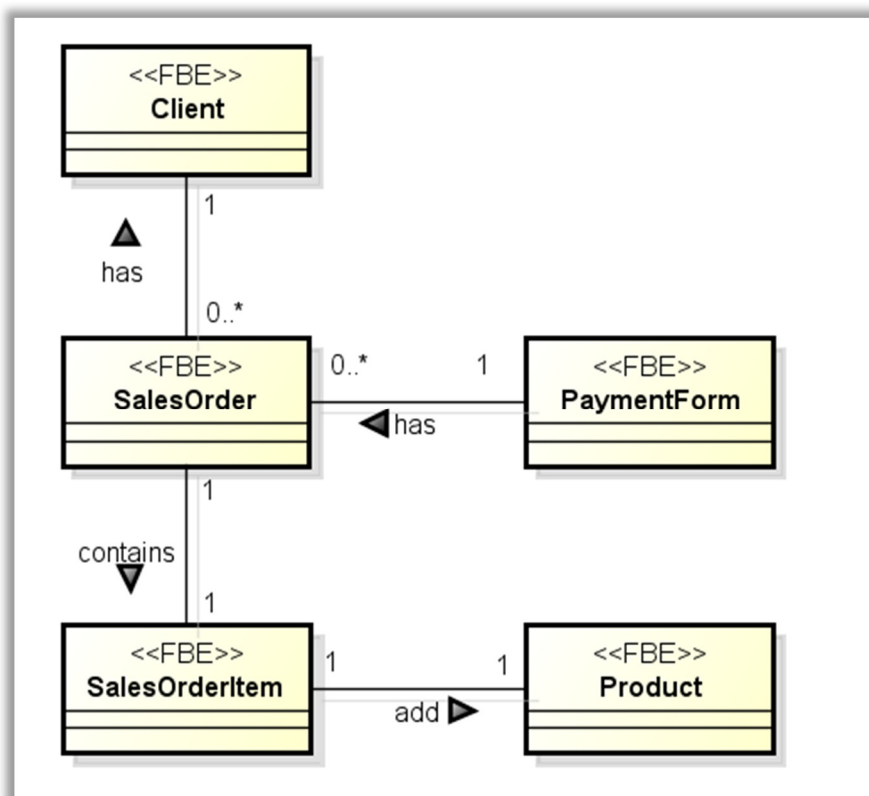 <<FBE>>
Client
1
has
0..*
<<FBE>>
SalesOrder
0..*
1
has
<<FBE>>
PaymentForm
1
contains
1
<<FBE>>
SalesOrderItem
1
1
add
<<FBE>>
Product